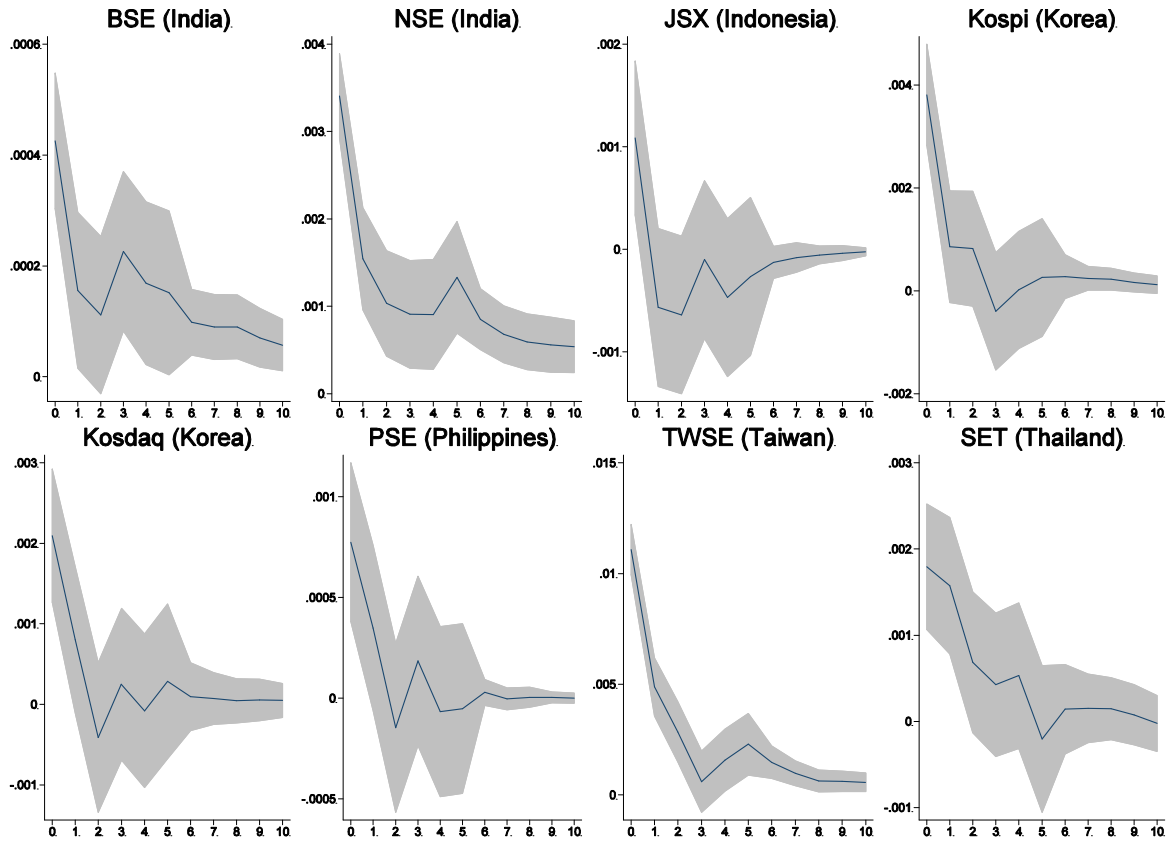 BSE (India).
NSE (India).
JSX (Indonesia).
Kospi (Korea).
.0006.
.0004.
.0002.
0.
0. 1. 2. 3. 4. 5. 6. 7. 8. 9. 10.
.004.
.003.
.002.
.001.
0.
0. 1. 2. 3. 4. 5. 6. 7. 8. 9. 10.
.002.
.001.
0.
-.001.
0. 1. 2. 3. 4. 5. 6. 7. 8. 9. 10.
.004.
.002.
0.
-.002.
0. 1. 2. 3. 4. 5. 6. 7. 8. 9. 10.
Kosdaq (Korea).
PSE (Philippines).
TWSE (Taiwan).
SET (Thailand).
.003.
.002.
.001.
0.
-.001.
0. 1. 2. 3. 4. 5. 6. 7. 8. 9. 10.
.001.
.0005.
0.
-.0005.
0. 1. 2. 3. 4. 5. 6. 7. 8. 9. 10.
.015.
.01.
.005.
0.
0. 1. 2. 3. 4. 5. 6. 7. 8. 9. 10.
.003.
.002.
.001.
0.
-.001.
0. 1. 2. 3. 4. 5. 6. 7. 8. 9. 10.